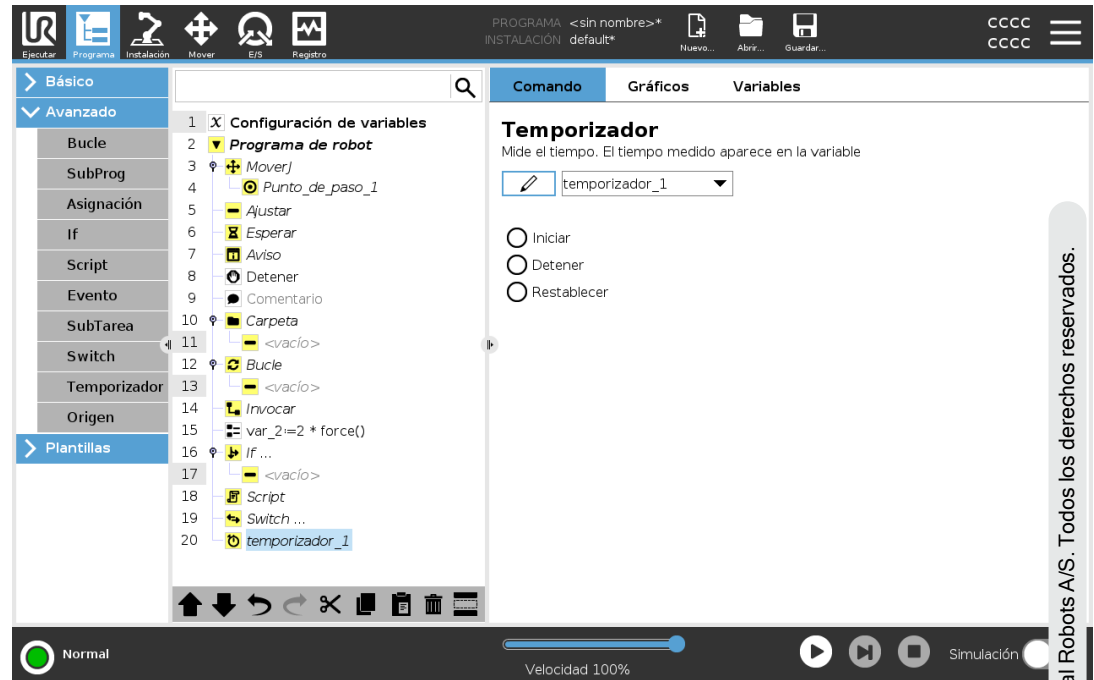 PROGRAMA <sin nombre>*
INSTALACIÓN default*
Ejecutar
Programa
Instalación
Mover
E/S
Registro
Nuevo...
Abrir...
Guardar...
CCCC
CCCC
Básico
Avanzado
Bucle
SubProg
Asignación
If
Script
Evento
SubTarea
Switch
Temporizador
Origen
Plantillas
1 X Configuración de variables
2 Programa de robot
3 MoverJ
4 Punto_de_paso_1
5 Ajustar
6 Esperar
7 Aviso
8 Detener
9 Comentario
10 Carpeta
11 <vacío>
12 Bucle
13 <vacío>
14 Invocar
15 var_2:=2 * force()
16 If ...
17 <vacío>
18 Script
19 Switch ...
20 temporizador_1
Comando
Gráficos
Variables
Temporizador
Mide el tiempo. El tiempo medido aparece en la variable
temporizador_1
Iniciar
Detener
Restablecer
al Robots A/S. Todos los derechos reservados.
Normal
Velocidad 100%
Simulación